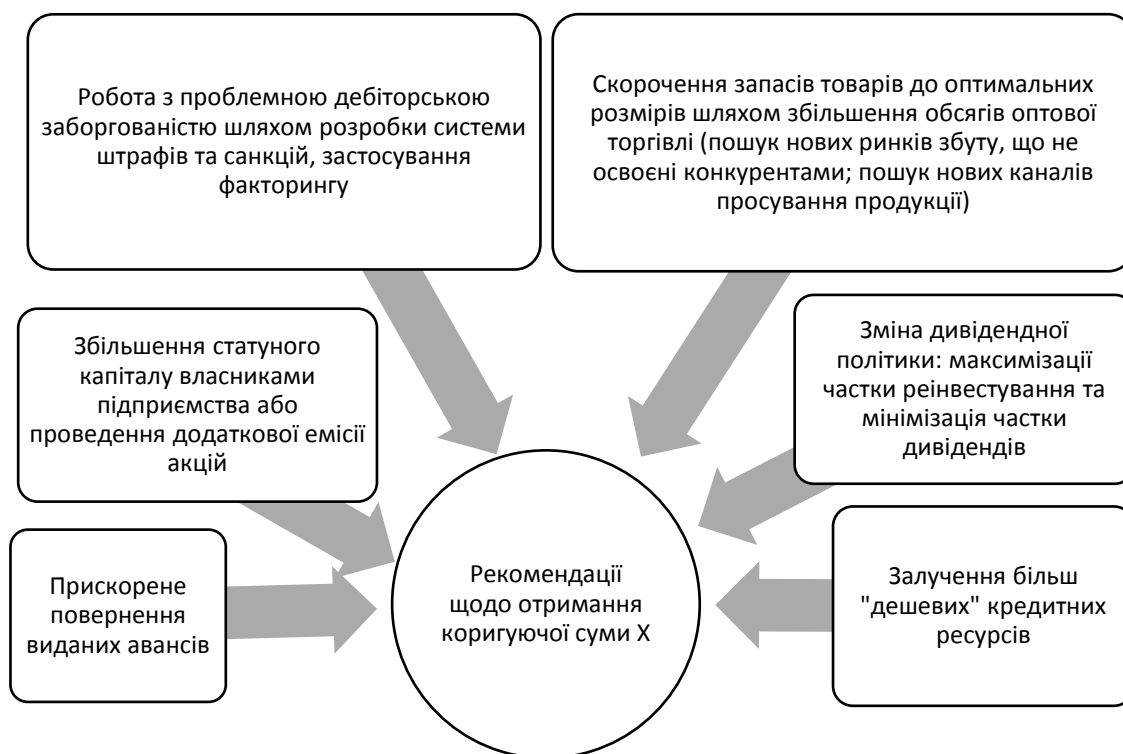 Робота з проблемною дебіторською
заборгованістю шляхом розробки системи
штрафів та санкцій, застосування
факторингу
Скорочення запасів товарів до оптимальних
розмірів шляхом збільшення обсягів оптової
торгівлі (пошук нових ринків збуту, що не
освоєні конкурентами; пошук нових каналів
просування продукції)
Збільшення статуного
капіталу власниками
підприємства або
проведення додаткової емісії
акцій
Зміна дивідендної
політики: максимізації
частки реінвестування та
мінімізація частки
дивідендів
Прискорене
повернення
виданих авансів
Рекомендації
щодо отримання
коригуючої суми Х
Залучення більш
"дешевих" кредитних
ресурсів